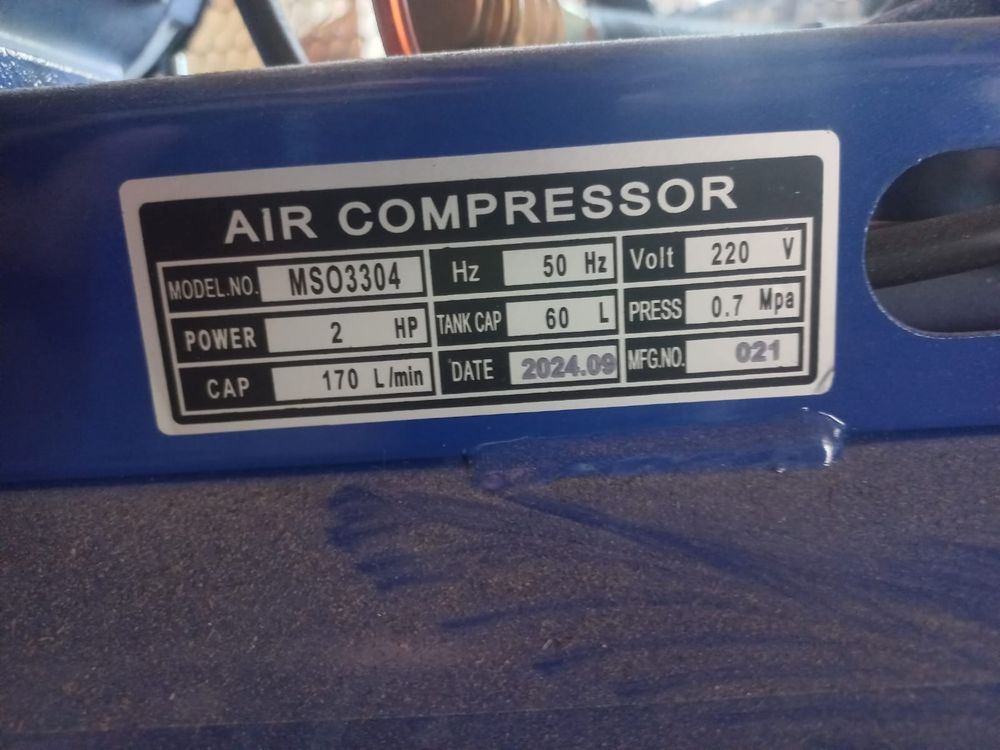 AIR COMPRESSOR
MODEL.NO. MSO3304 Hz 50 Hz Volt 220 V
POWER 2 HP TANK CAP 60 L PRESS 0.7 Mpa
CAP 170 L/min DATE 2024.09 MFG.NO. 021